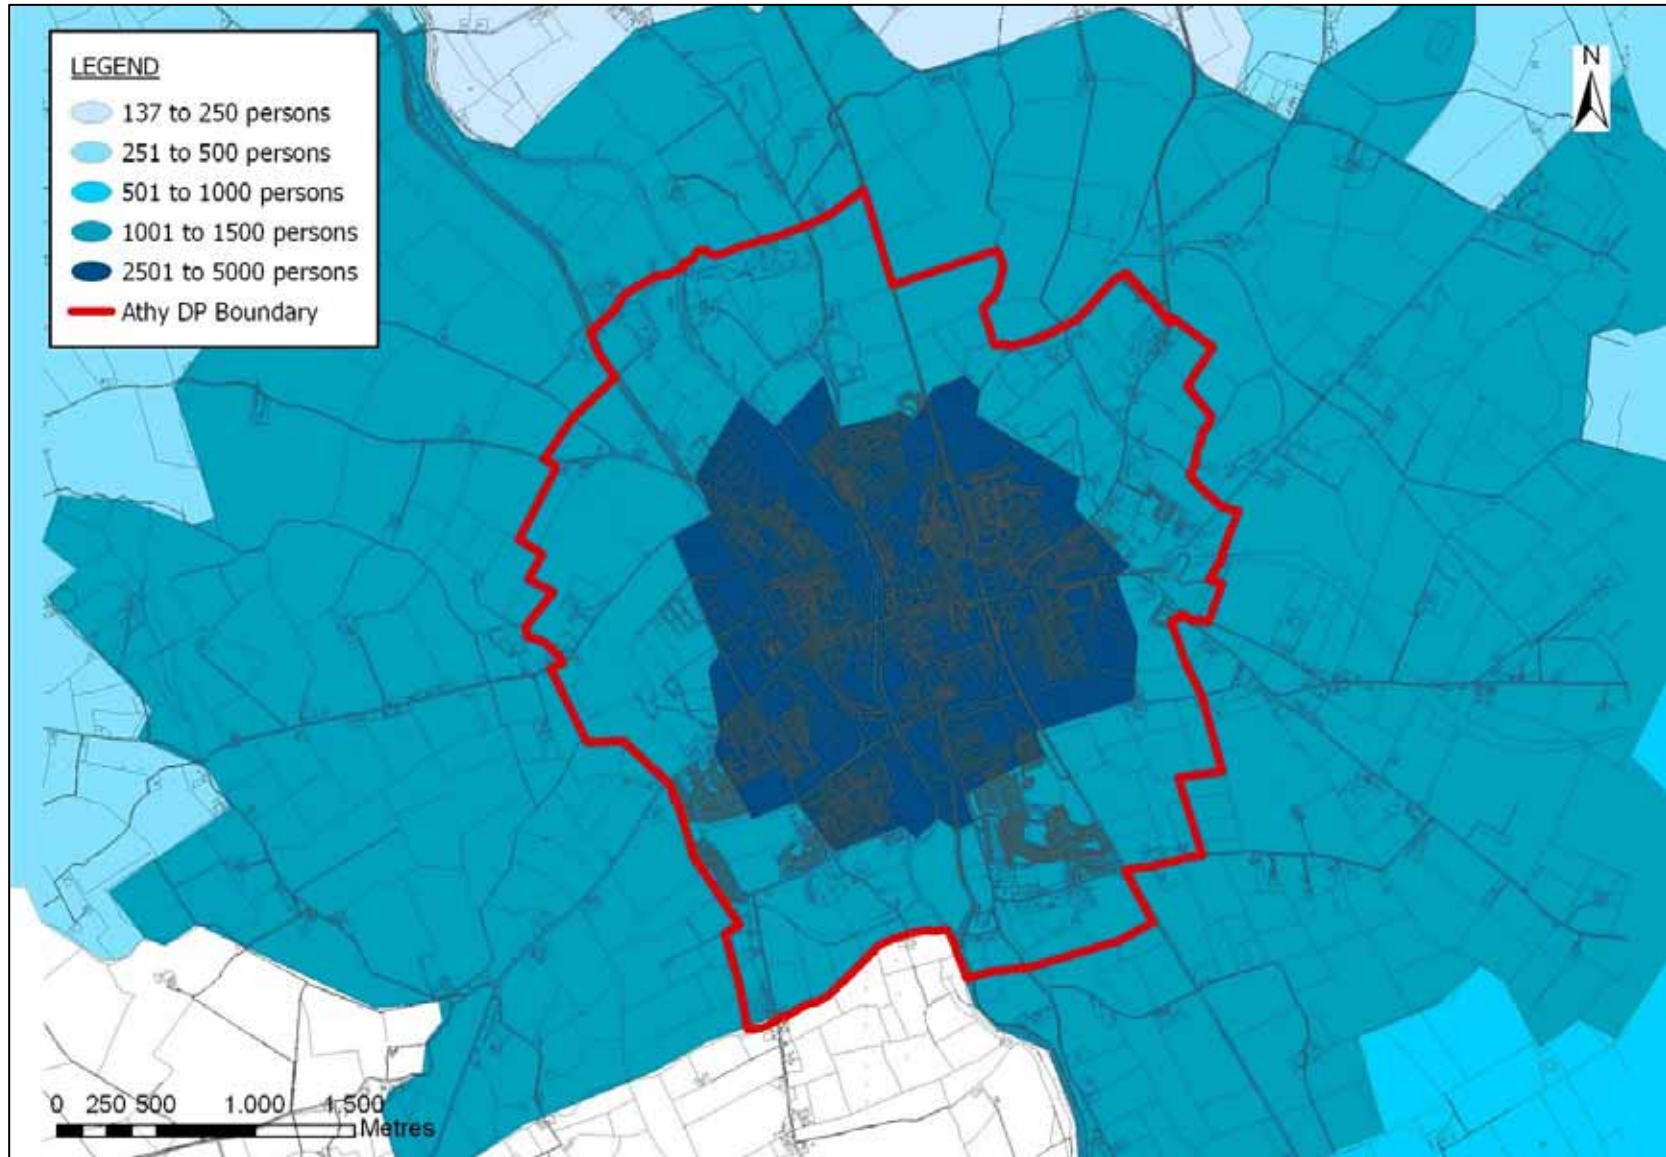 LEGEND
137 to 250 persons
251 to 500 persons
501 to 1000 persons
1001 to 1500 persons
2501 to 5000 persons
Athy DP Boundary
N
0 250 500 1.000 1.500
Metres